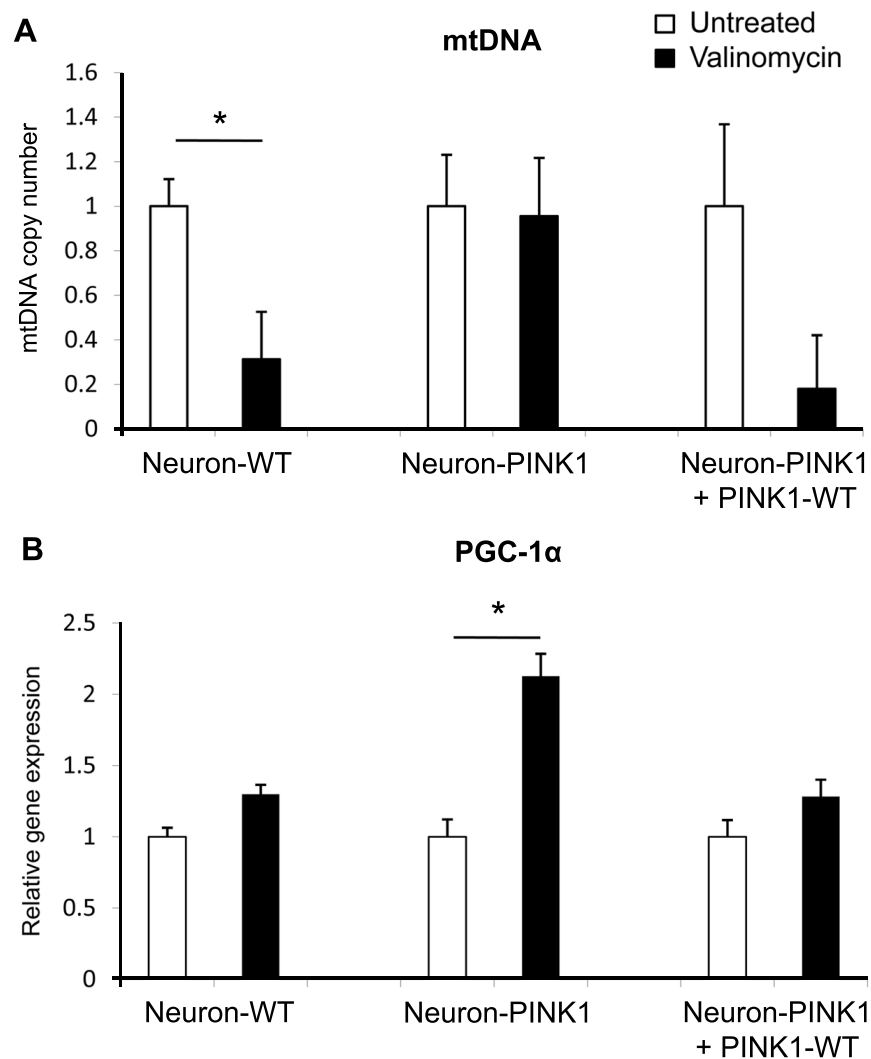 A
mtDNA
Untreated
Valinomycin
mtDNA copy number
1.6
1.4
1.2
1
0.8
0.6
0.4
0.2
0
*
Neuron-WT
Neuron-PINK1
Neuron-PINK1
+ PINK1-WT
B
PGC-1α
Relative gene expression
2.5
2
1.5
1
0.5
0
*
Neuron-WT
Neuron-PINK1
Neuron-PINK1
+ PINK1-WT